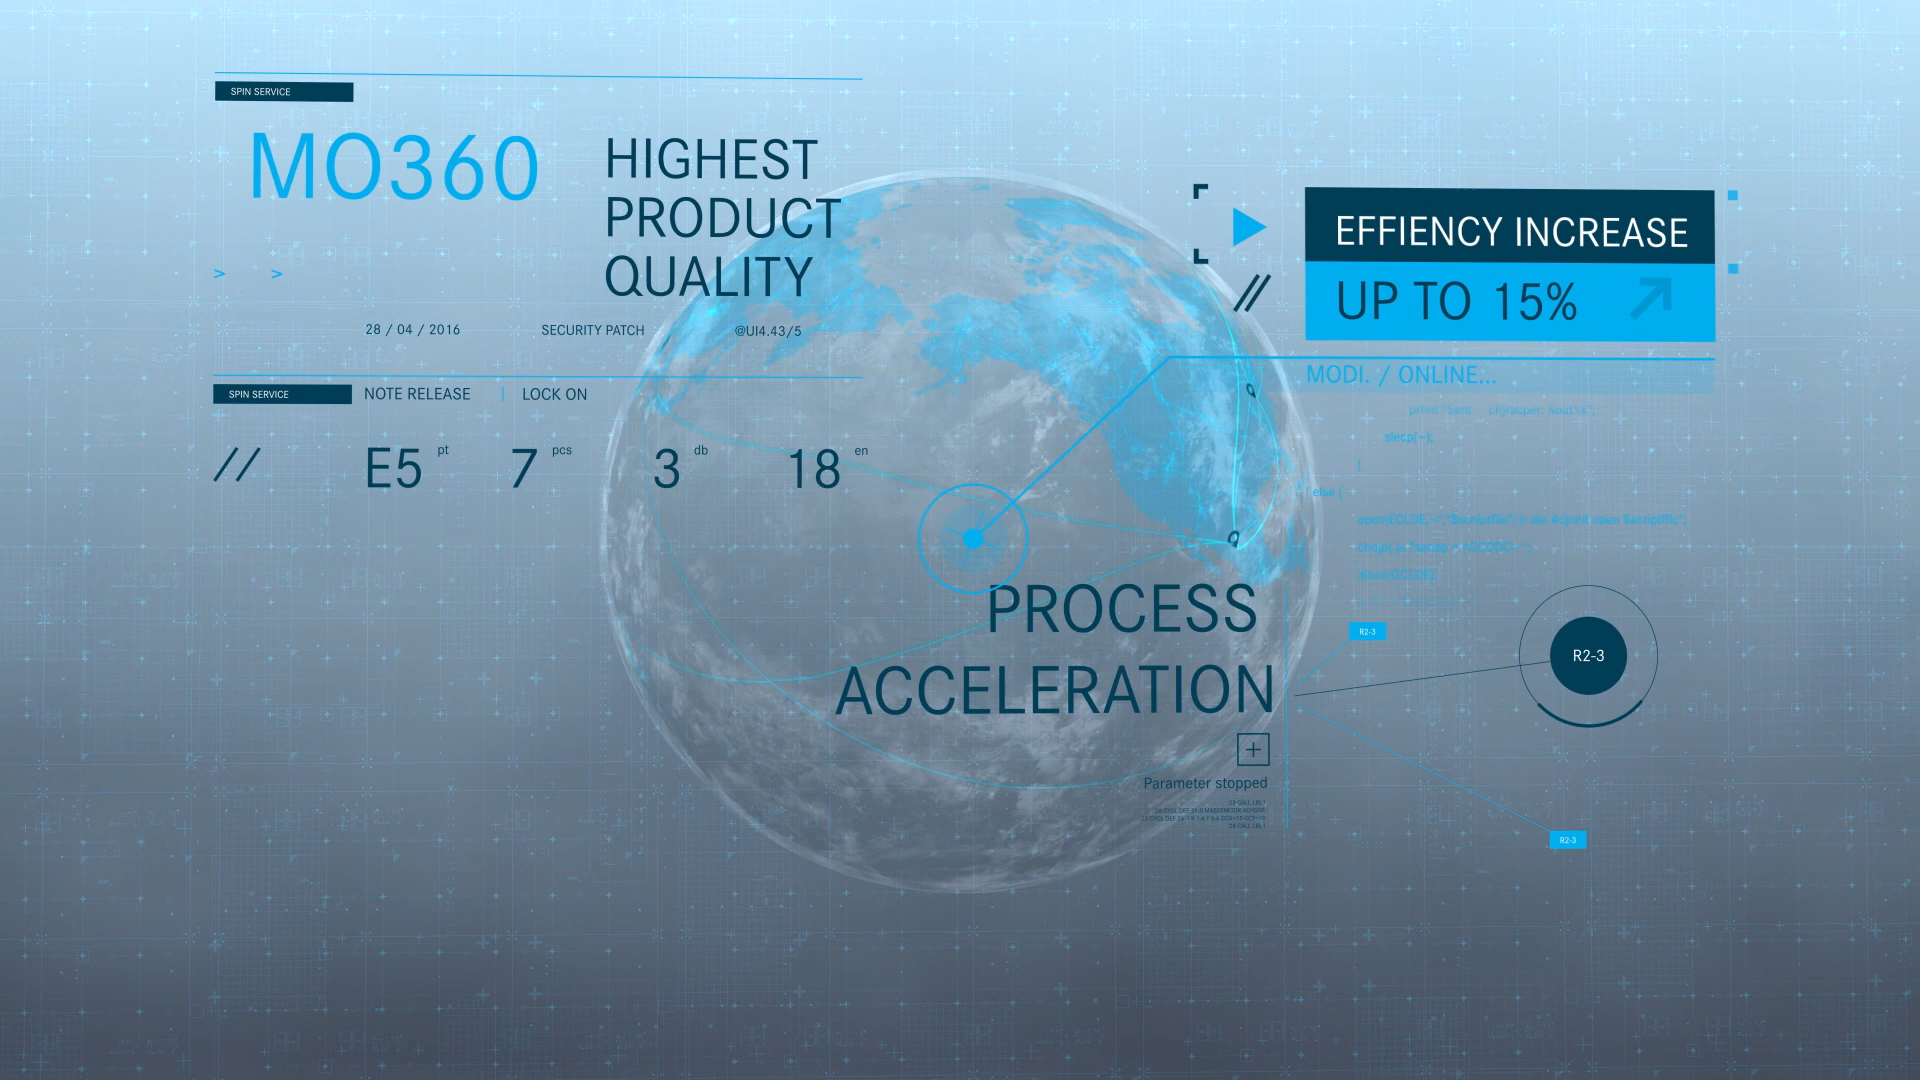 SPIN SERVICE
MO360
HIGHEST
PRODUCT
QUALITY
> >
28 / 04 / 2016 SECURITY PATCH @UI4.43/5
SPIN SERVICE NOTE RELEASE | LOCK ON
// E5 pt 7 pcs 3 db 18 en
EFFIENCY INCREASE
// UP TO 15%
MODI. / ONLINE...
else {
PROCESS
ACCELERATION
R2-3
R2-3
Parameter stopped
R2-3